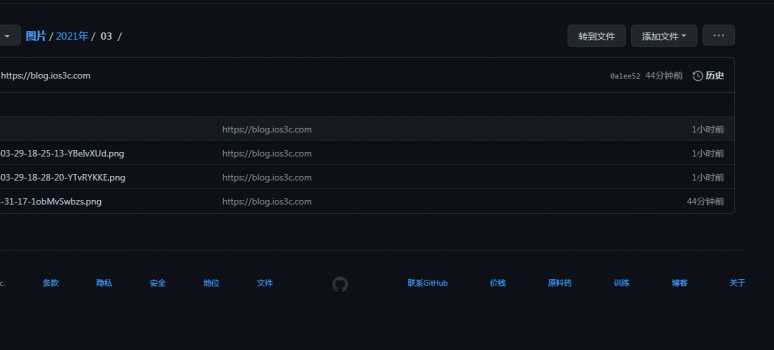 图片 / 2021年 / 03 /
转到文件 添加文件 ...
https://blog.ios3c.com 0a1ee52 44分钟前 历史
https://blog.ios3c.com 1小时前
03-29-18-25-13-YBeIvXUd.png https://blog.ios3c.com 1小时前
03-29-18-28-20-YTvRYKKE.png https://blog.ios3c.com 1小时前
-31-17-1obMvSwbzs.png https://blog.ios3c.com 44分钟前
c. 条款 隐私 安全 地位 文件 联系GitHub 价钱 原料药 训练 博客 关于